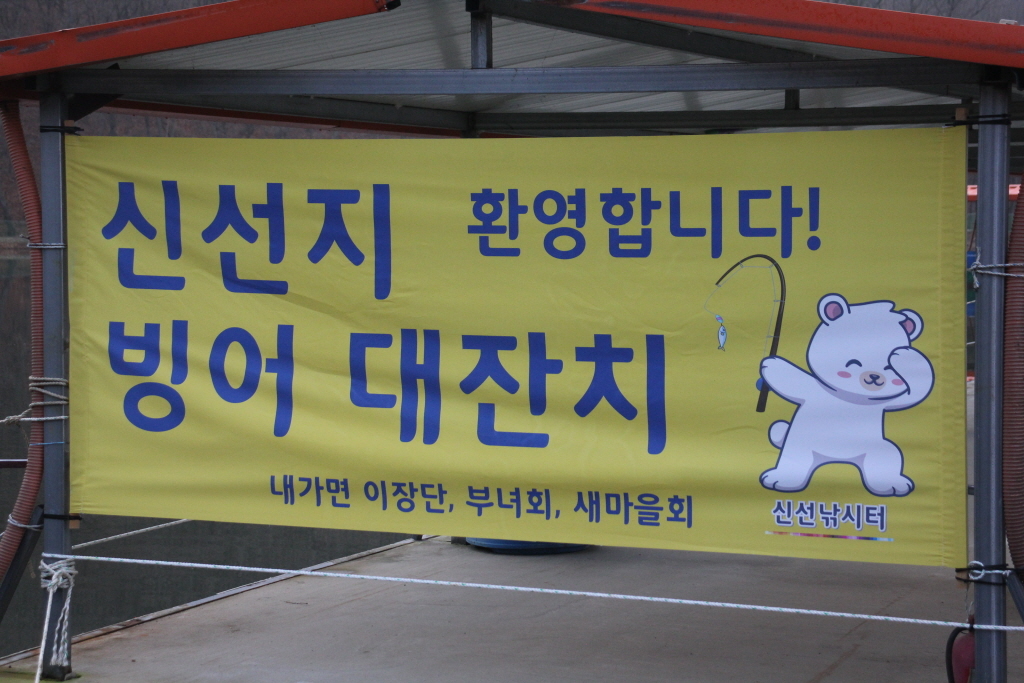 신선지 환영합니다!
빙어 대잔치
내가면 이장단, 부녀회, 새마을회
신선낚시터